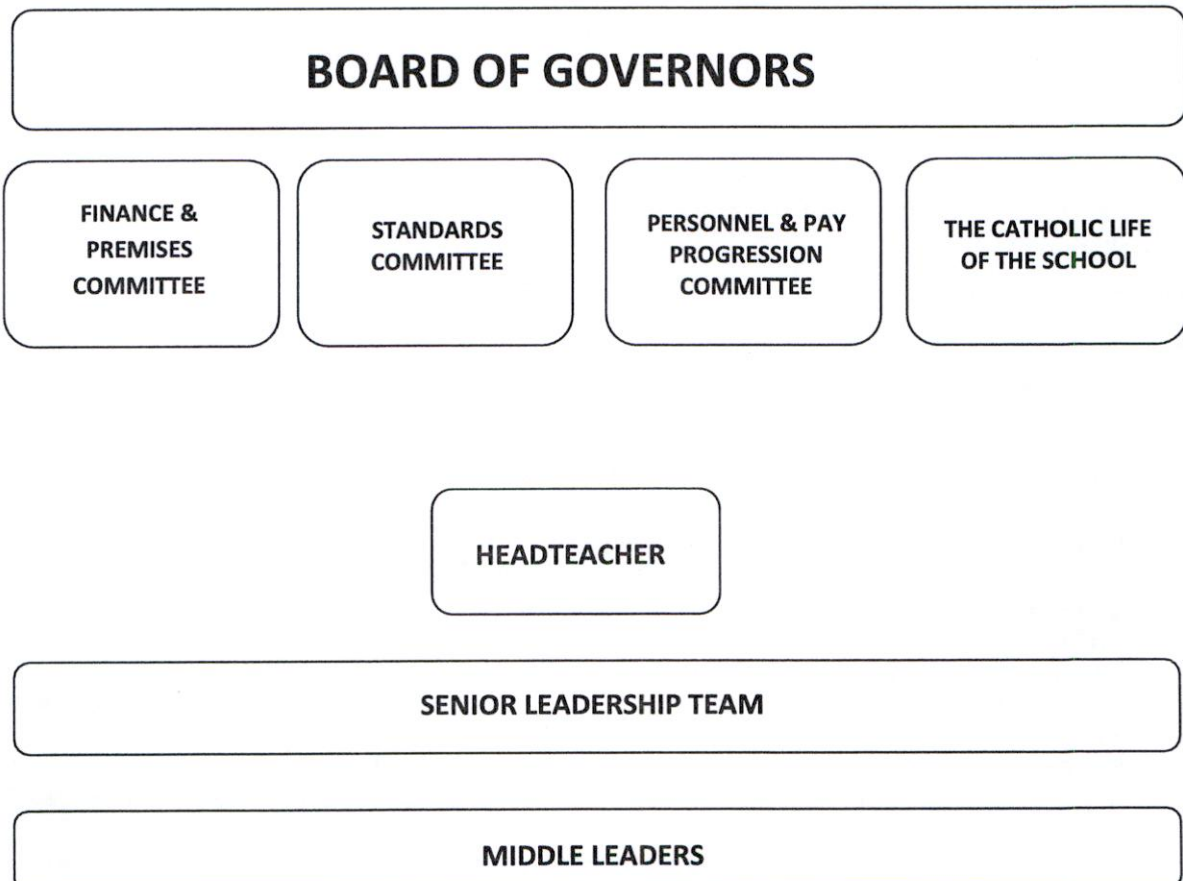 BOARD OF GOVERNORS
FINANCE &
PREMISES
COMMITTEE
STANDARDS
COMMITTEE
PERSONNEL & PAY
PROGRESSION
COMMITTEE
THE CATHOLIC LIFE
OF THE SCHOOL
HEADTEACHER
SENIOR LEADERSHIP TEAM
MIDDLE LEADERS